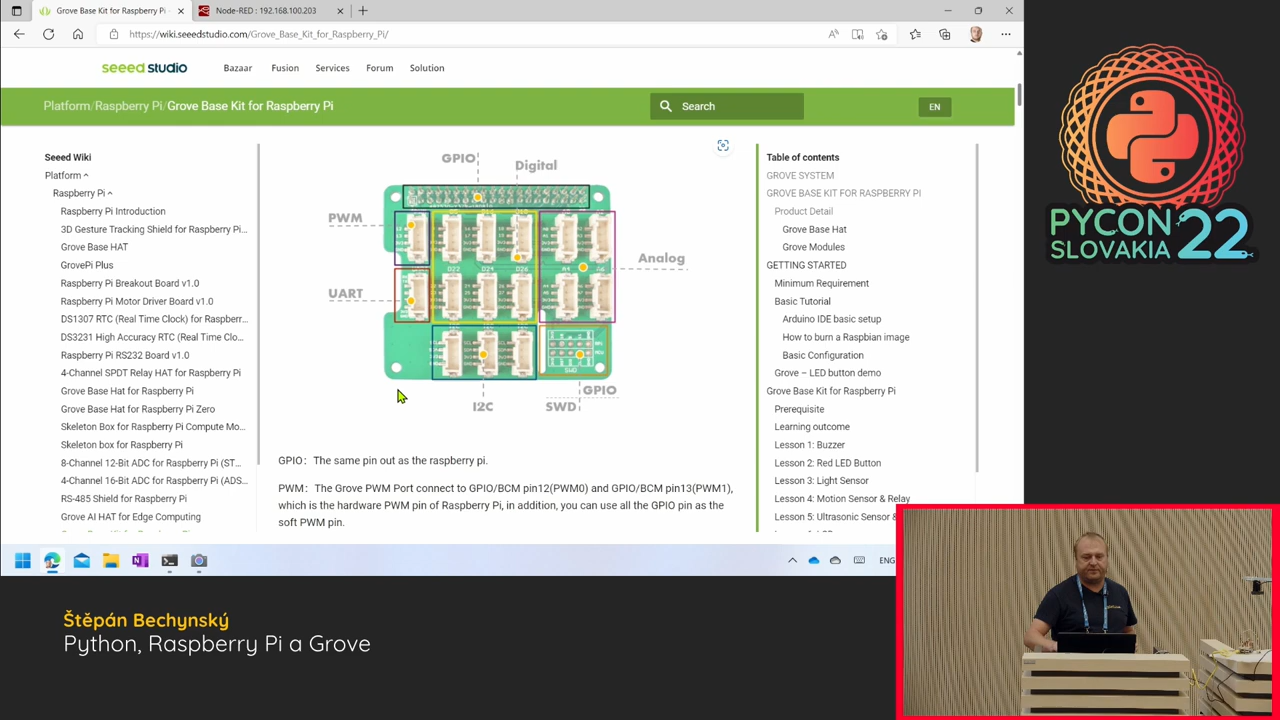 Grove Base Kit for Raspberry Pi
Node-RED : 192.168.100.203
https://wiki.seeedstudio.com/Grove_Base_Kit_for_Raspberry_Pi/
seeed studio
Bazaar
Fusion
Services
Forum
Solution
Platform/Raspberry Pi/Grove Base Kit for Raspberry Pi
Search
EN
Seeed Wiki
Platform
Raspberry Pi
Raspberry Pi Introduction
3D Gesture Tracking Shield for Raspberry Pi...
Grove Base HAT
GrovePi Plus
Raspberry Pi Breakout Board v1.0
Raspberry Pi Motor Driver Board v1.0
DS1307 RTC (Real Time Clock) for Raspberr...
DS3231 High Accuracy RTC (Real Time Clo...
Raspberry Pi RS232 Board v1.0
4-Channel SPDT Relay HAT for Raspberry Pi
Grove Base Hat for Raspberry Pi
Grove Base Hat for Raspberry Pi Zero
Skeleton Box for Raspberry Pi Compute Mo...
Skeleton box for Raspberry Pi
8-Channel 12-Bit ADC for Raspberry Pi (ST...
4-Channel 16-Bit ADC for Raspberry Pi (ADS...
RS-485 Shield for Raspberry Pi
Grove AI HAT for Edge Computing
GPIO
Digital
PWM
Analog
UART
D22
D24
D26
A4
A6
GPIO
I2C
SWD
GPIO: The same pin out as the raspberry pi.
PWM: The Grove PWM Port connect to GPIO/BCM pin12(PWM0) and GPIO/BCM pin13(PWM1),
which is the hardware PWM pin of Raspberry Pi, in addition, you can use all the GPIO pin as the
soft PWM pin.
Table of contents
GROVE SYSTEM
GROVE BASE KIT FOR RASPBERRY PI
Product Detail
Grove Base Hat
Grove Modules
GETTING STARTED
Minimum Requirement
Basic Tutorial
Arduino IDE basic setup
How to burn a Raspbian image
Basic Configuration
Grove – LED button demo
Grove Base Kit for Raspberry Pi
Prerequisite
Learning outcome
Lesson 1: Buzzer
Lesson 2: Red LED Button
Lesson 3: Light Sensor
Lesson 4: Motion Sensor & Relay
Lesson 5: Ultrasonic Sensor &
ENG
PYCON
SLOVAKIA 22
Štěpán Bechynský
Python, Raspberry Pi a Grove